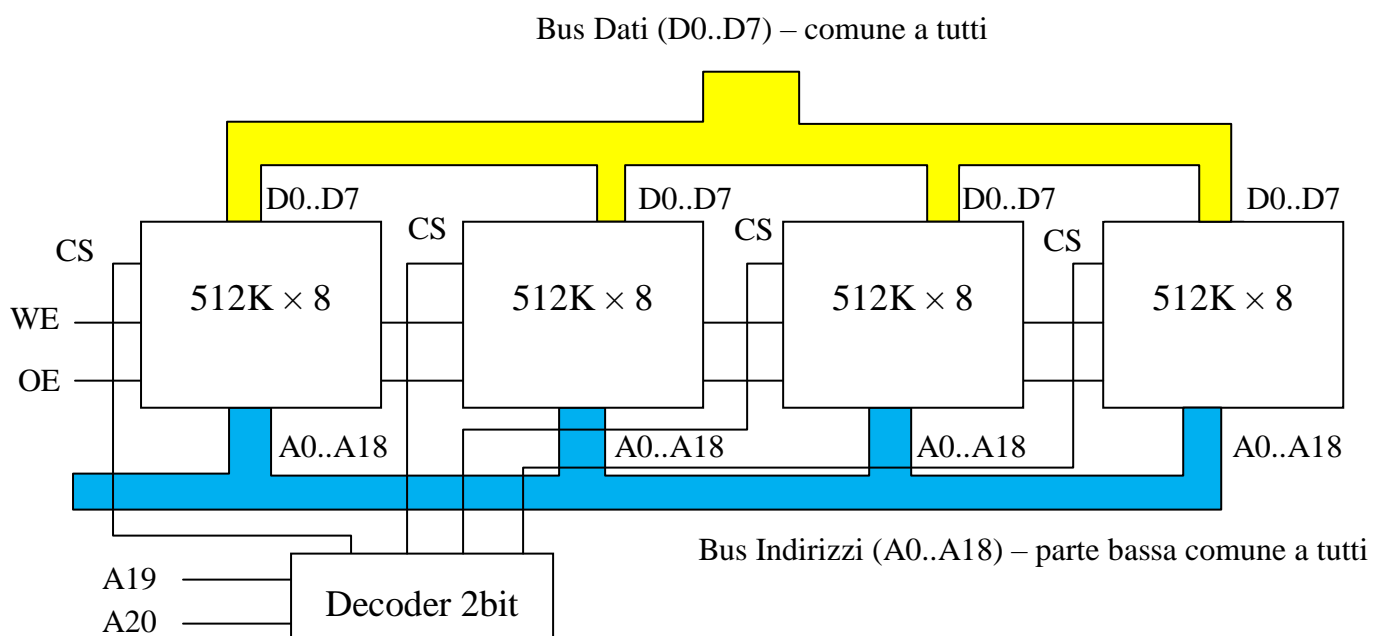 Bus Dati (D0..D7) – comune a tutti
D0..D7 D0..D7 D0..D7 D0..D7
CS CS CS CS
512K × 8 512K × 8 512K × 8 512K × 8
WE
OE
A0..A18 A0..A18 A0..A18 A0..A18
Bus Indirizzi (A0..A18) – parte bassa comune a tutti
A19
Decoder 2bit
A20